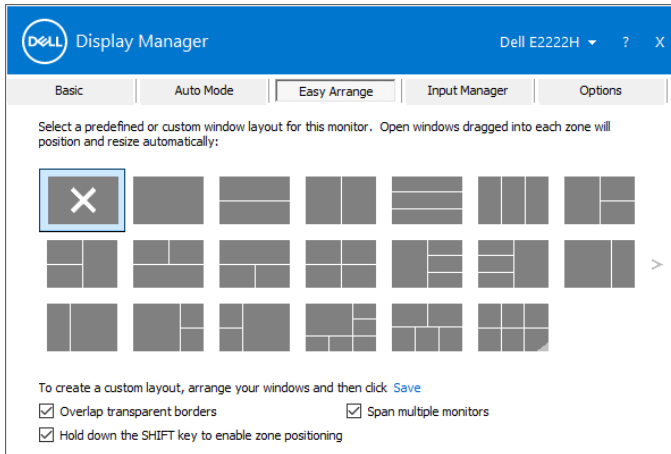 DELL Display Manager Dell E2222H ? X
Basic Auto Mode Easy Arrange Input Manager Options
Select a predefined or custom window layout for this monitor. Open windows dragged into each zone will
position and resize automatically:
>
To create a custom layout, arrange your windows and then click Save
Overlap transparent borders Span multiple monitors
Hold down the SHIFT key to enable zone positioning